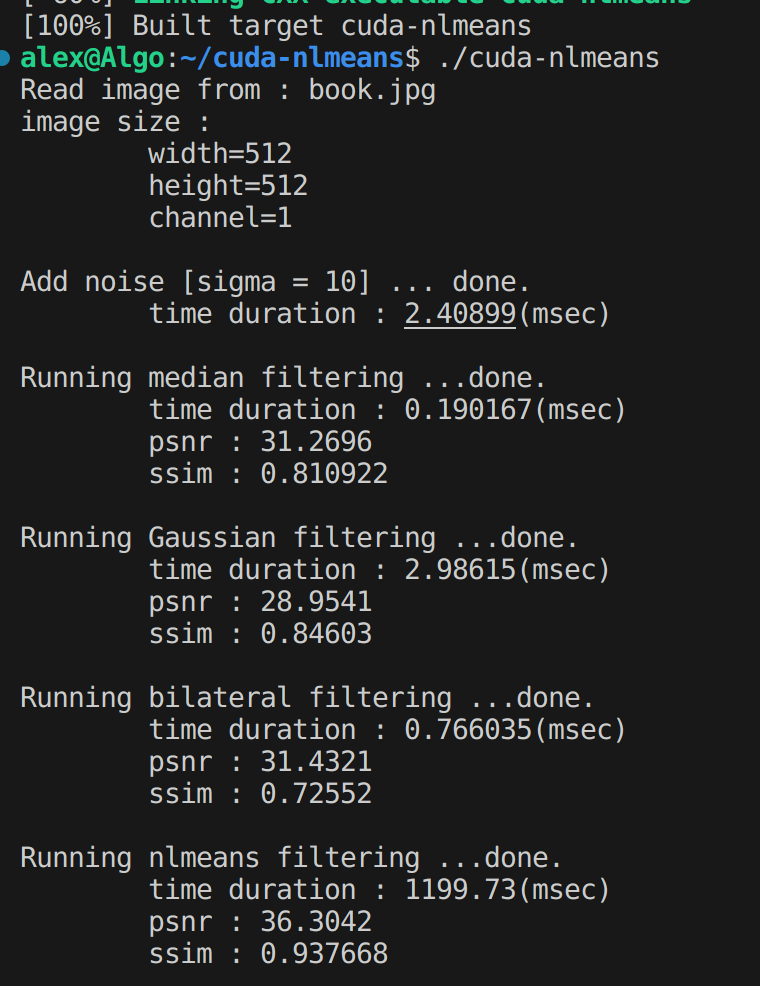 [100%] Built target cuda-nlmeans
alex@Algo:~/cuda-nlmeans$ ./cuda-nlmeans
Read image from : book.jpg
image size :
width=512
height=512
channel=1
Add noise [sigma = 10] ... done.
time duration : 2.40899(msec)
Running median filtering ...done.
time duration : 0.190167(msec)
psnr : 31.2696
ssim : 0.810922
Running Gaussian filtering ...done.
time duration : 2.98615(msec)
psnr : 28.9541
ssim : 0.84603
Running bilateral filtering ...done.
time duration : 0.766035(msec)
psnr : 31.4321
ssim : 0.72552
Running nlmeans filtering ...done.
time duration : 1199.73(msec)
psnr : 36.3042
ssim : 0.937668